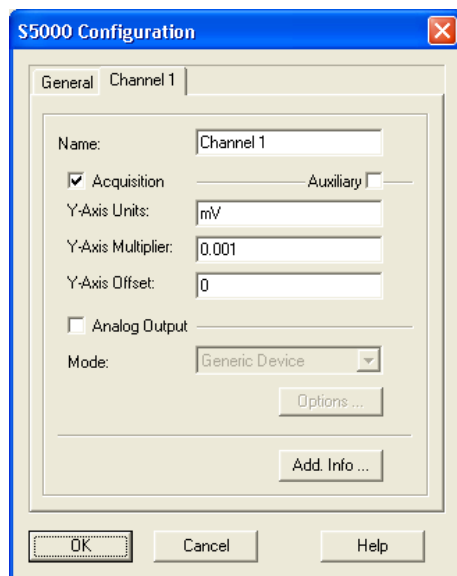 S5000 Configuration
General Channel 1
Name: Channel 1
Acquisition Auxiliary
Y-Axis Units: mV
Y-Axis Multiplier: 0.001
Y-Axis Offset: 0
Analog Output
Mode: Generic Device
Options ...
Add. Info ...
OK Cancel Help